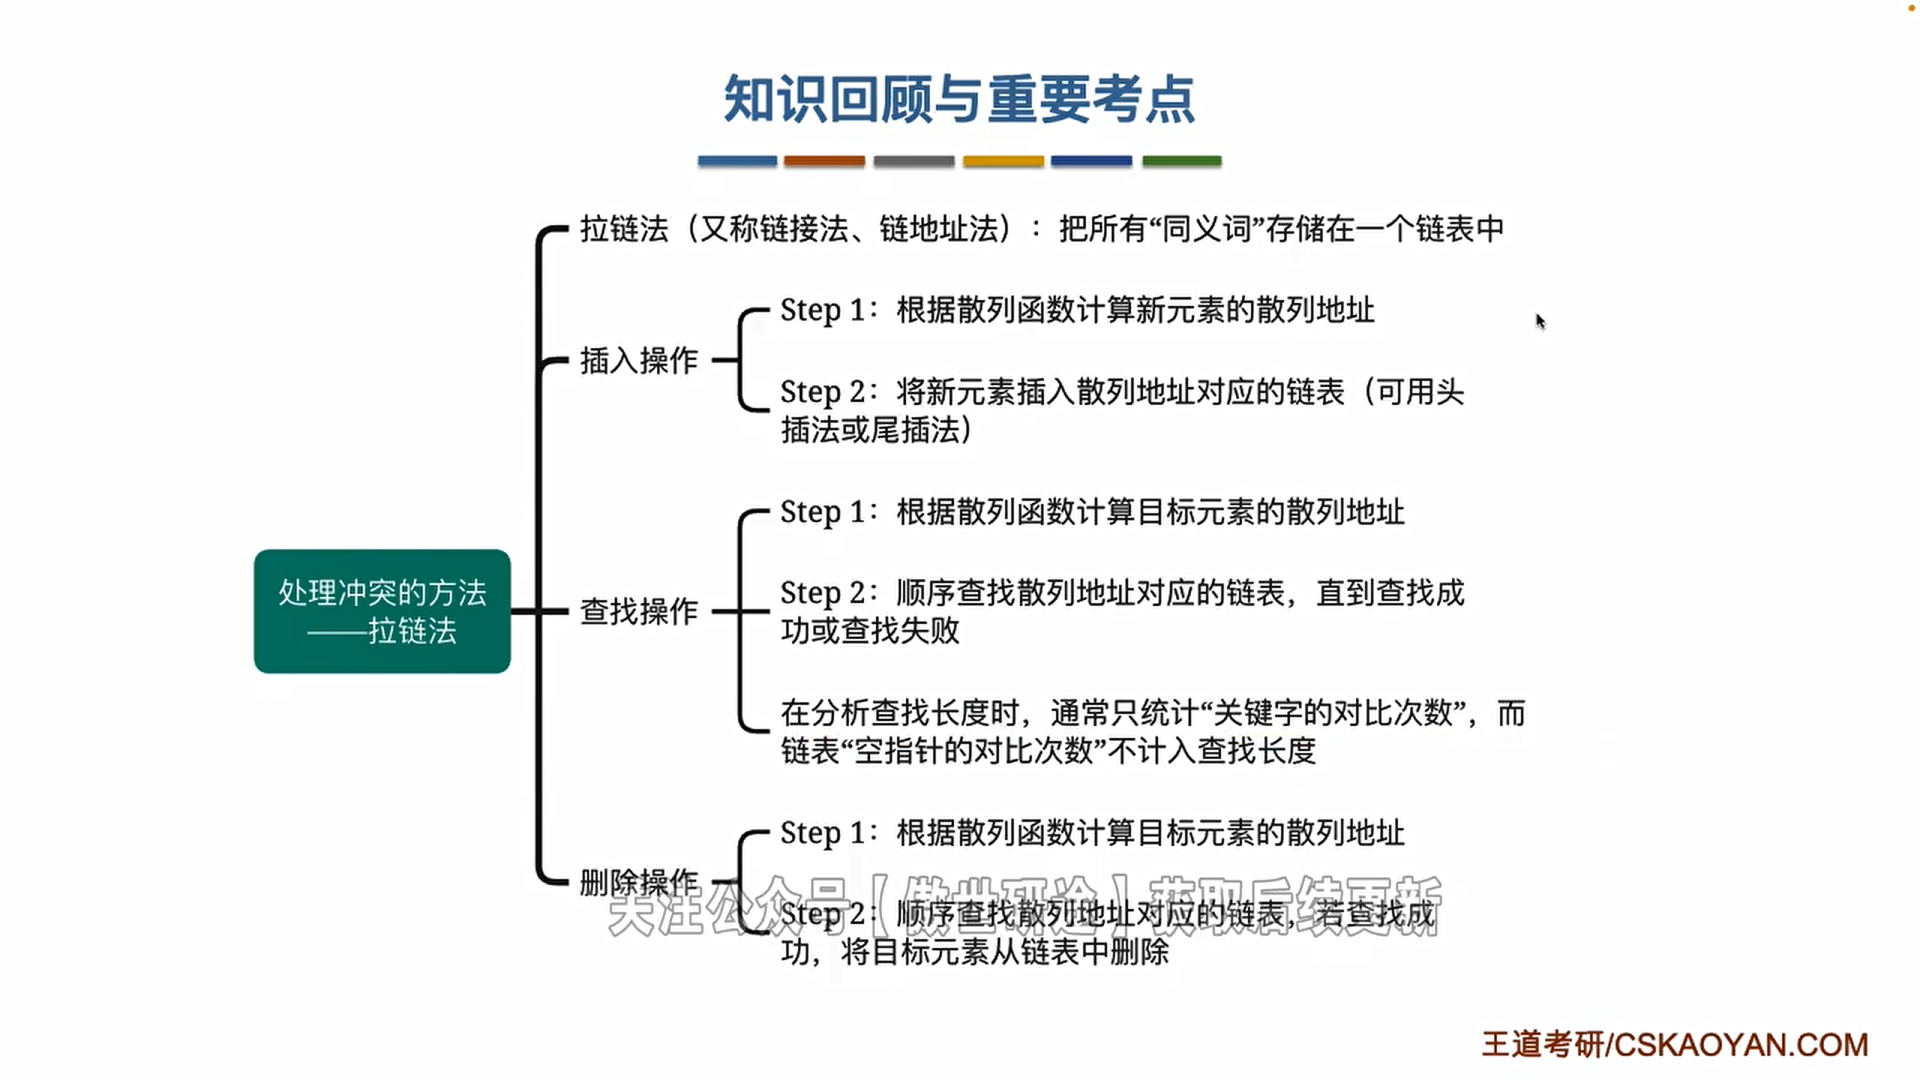 知识回顾与重要考点
拉链法（又称链接法、链地址法）：把所有“同义词”存储在一个链表中
插入操作
Step 1：根据散列函数计算新元素的散列地址
Step 2：将新元素插入散列地址对应的链表（可用头
插法或尾插法）
处理冲突的方法
——拉链法
查找操作
Step 1：根据散列函数计算目标元素的散列地址
Step 2：顺序查找散列地址对应的链表，直到查找成
功或查找失败
在分析查找长度时，通常只统计“关键字的对比次数”，而
链表“空指针的对比次数”不计入查找长度
删除操作
Step 1：根据散列函数计算目标元素的散列地址
Step 2：顺序查找散列地址对应的链表，若查找成
功，将目标元素从链表中删除
关注公众号【傲世研途】获取后续更新
王道考研/CSKAOYAN.COM